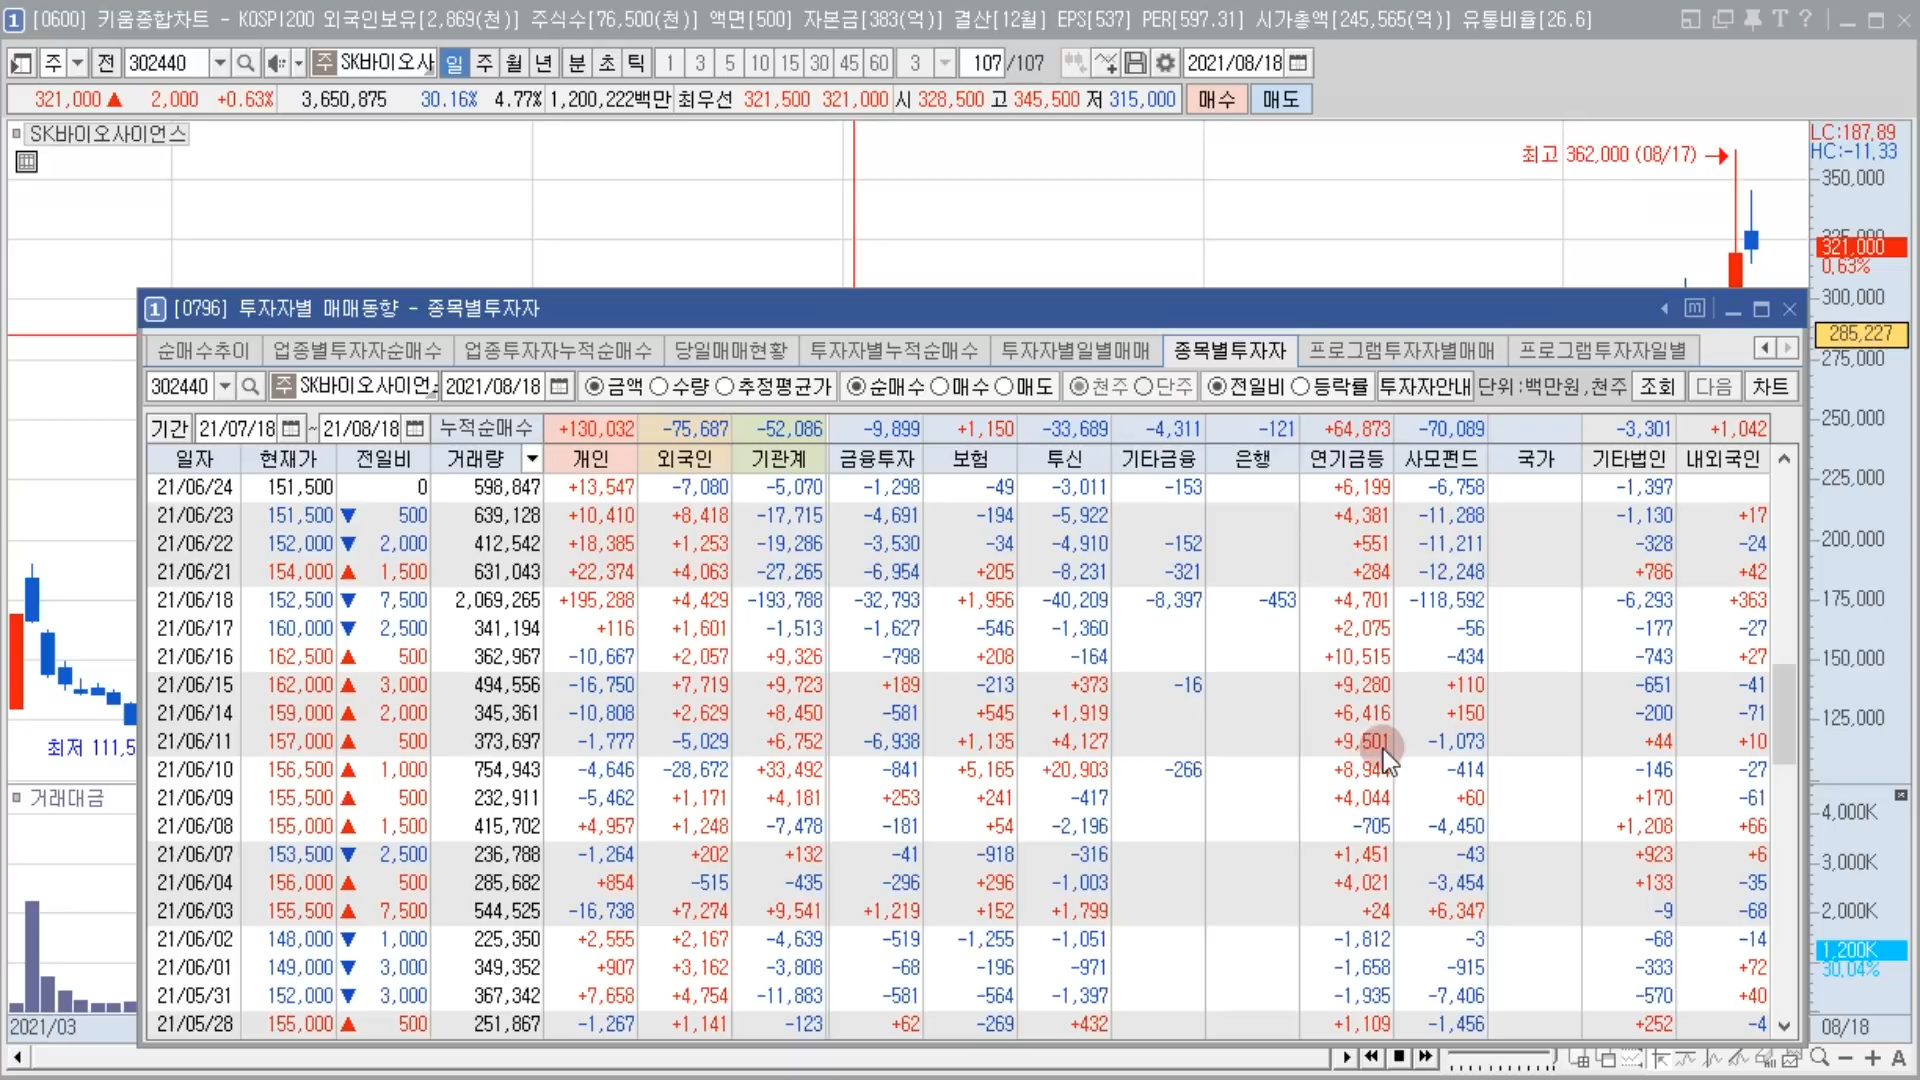 1 [0600] 키움종합차트 - KOSPI200 외국인보유[2,869(천)] 주식수[76,500(천)] 액면[500] 자본금[383(억)] 결산[12월] EPS[537] PER[597.31] 시가총액[245,565(억)] 유통비율[26.6]
주 전 302440 주 SK바이오사 일 주 월 년 분 초 틱 1 3 5 10 15 30 45 60 3 107 /107 2021/08/18
321,000 ▲ 2,000 +0.63% 3,650,875 30.16% 4.77% 1,200,222백만 최우선 321,500 321,000 시 328,500 고 345,500 저 315,000 매수 매도
SK바이오사이언스
최고 362,000 (08/17)
LC:187.89
HC:-11.33
350,000
325,000
321,000
0.63%
300,000
285,227
275,000
250,000
225,000
200,000
175,000
150,000
125,000
1 [0796] 투자자별 매매동향 - 종목별투자자
순매수추이 업종별투자자순매수 업종투자자누적순매수 당일매매현황 투자자별누적순매수 투자자별일별매매 종목별투자자 프로그램투자자별매매 프로그램투자자일별
302440 주 SK바이오사이언 2021/08/18 금액 수량 추정평균가 순매수 매수 매도 천주 단주 전일비 등락률 투자자안내 단위:백만원,천주 조회 다음 차트
기간 21/07/18 ~ 21/08/18 누적순매수 +130,032 -75,687 -52,086 -9,899 +1,150 -33,689 -4,311 -121 +64,873 -70,089 -3,301 +1,042
일자 현재가 전일비 거래량 개인 외국인 기관계 금융투자 보험 투신 기타금융 은행 연기금등 사모펀드 국가 기타법인 내외국인
21/06/24 151,500 0 598,847 +13,547 -7,080 -5,070 -1,298 -49 -3,011 -153 +6,199 -6,758 -1,397
21/06/23 151,500 ▼ 500 639,128 +10,410 +8,418 -17,715 -4,691 -194 -5,922 +4,381 -11,288 -1,130 +17
21/06/22 152,000 ▼ 2,000 412,542 +18,385 +1,253 -19,286 -3,530 -34 -4,910 -152 +551 -11,211 -328 -24
21/06/21 154,000 ▲ 1,500 631,043 +22,374 +4,063 -27,265 -6,954 +205 -8,231 -321 +284 -12,248 +786 +42
21/06/18 152,500 ▼ 7,500 2,069,265 +195,288 +4,429 -193,788 -32,793 +1,956 -40,209 -8,397 -453 +4,701 -118,592 -6,293 +363
21/06/17 160,000 ▼ 2,500 341,194 +116 +1,601 -1,513 -1,627 -546 -1,360 +2,075 -56 -177 -27
21/06/16 162,500 ▲ 500 362,967 -10,667 +2,057 +9,326 -798 +208 -164 +10,515 -434 -743 +27
21/06/15 162,000 ▲ 3,000 494,556 -16,750 +7,719 +9,723 +189 -213 +373 -16 +9,280 +110 -651 -41
21/06/14 159,000 ▲ 2,000 345,361 -10,808 +2,629 +8,450 -581 +545 +1,919 +6,416 +150 -200 -71
21/06/11 157,000 ▲ 500 373,697 -1,777 -5,029 +6,752 -6,938 +1,135 +4,127 +9,501 -1,073 +44 +10
21/06/10 156,500 ▲ 1,000 754,943 -4,646 -28,672 +33,492 -841 +5,165 +20,903 -266 -414 -146 -27
21/06/09 155,500 ▲ 500 232,911 -5,462 +1,171 +4,181 +253 +241 -417 +4,044 +60 +170 -61
21/06/08 155,000 ▲ 1,500 415,702 +4,957 +1,248 -7,478 -181 +54 -2,196 -705 -4,450 +1,208 +66
21/06/07 153,500 ▼ 2,500 236,788 -1,264 +202 +132 -41 -918 -316 +1,451 -43 +923 +6
21/06/04 156,000 ▲ 500 285,682 +854 -515 -435 -296 +296 -1,003 +4,021 -3,454 +133 -35
21/06/03 155,500 ▲ 7,500 544,525 -16,738 +7,274 +9,541 +1,219 +152 +1,799 +24 +6,347 -9 -68
21/06/02 148,000 ▼ 1,000 225,350 +2,555 +2,167 -4,639 -519 -1,255 -1,051 -1,812 -3 -68 -14
21/06/01 149,000 ▼ 3,000 349,352 +907 +3,162 -3,808 -68 -196 -971 -1,658 -915 -333 +72
21/05/31 152,000 ▼ 3,000 367,342 +7,658 +4,754 -11,883 -581 -564 -1,397 -1,935 -7,406 -570 +40
21/05/28 155,000 ▲ 500 251,867 -1,267 +1,141 -123 +62 -269 +432 +1,109 -1,456 +252 -4
최저 111,5
거래대금
4,000K
3,000K
2,000K
1,200K
30.04%
2021/03
08/18
A